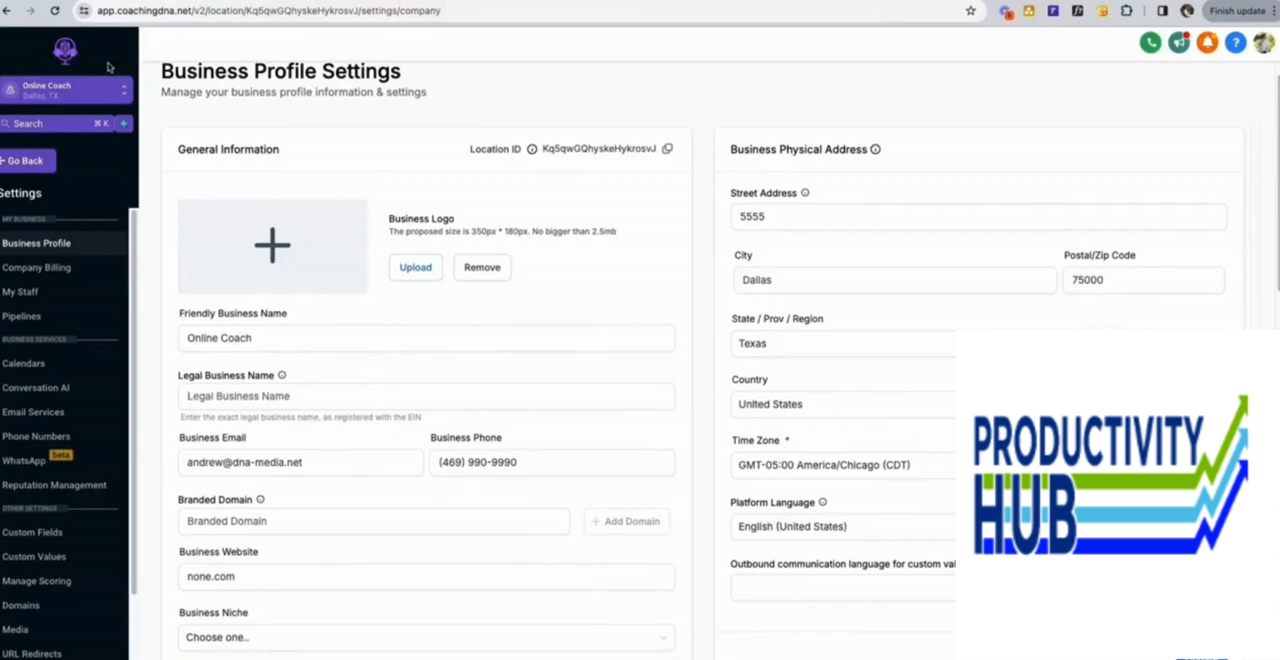 app.coachingdna.net/v2/location/Kq5qwGQhyskeHykrosvJ/settings/company
Finish update
Online Coach
Dallas, TX
Search
⌘ K
Go Back
Settings
MY BUSINESS
Business Profile
Company Billing
My Staff
Pipelines
BUSINESS SERVICES
Calendars
Conversation AI
Email Services
Phone Numbers
WhatsApp beta
Reputation Management
OTHER SETTINGS
Custom Fields
Custom Values
Manage Scoring
Domains
Media
URL Redirects
Business Profile Settings
Manage your business profile information & settings
General Information
Location ID Kq5qwGQhyskeHykrosvJ
Business Logo
The proposed size is 350px * 180px. No bigger than 2.5mb
Upload
Remove
Friendly Business Name
Online Coach
Legal Business Name
Legal Business Name
Enter the exact legal business name, as registered with the EIN
Business Email
Business Phone
andrew@dna-media.net
(469) 990-9990
Branded Domain
Branded Domain
+ Add Domain
Business Website
none.com
Business Niche
Choose one..
Business Physical Address
Street Address
5555
City
Postal/Zip Code
Dallas
75000
State / Prov / Region
Texas
Country
United States
Time Zone *
GMT-05:00 America/Chicago (CDT)
Platform Language
English (United States)
Outbound communication language for custom val
PRODUCTIVITY
HUB